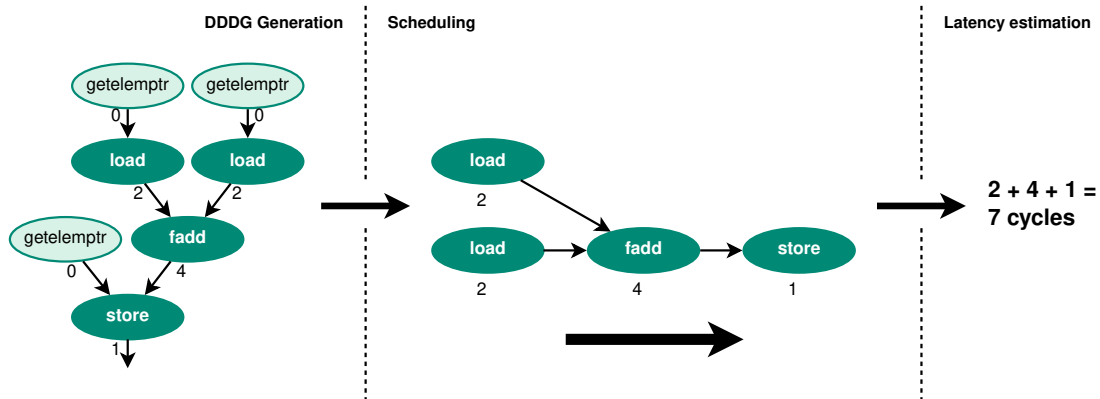 DDDG Generation
Scheduling
Latency estimation
getelemptr
getelemptr
0
0
load
load
2
2
getelemptr
fadd
0
4
store
1
load
2
load
fadd
store
2
4
1
2 + 4 + 1 =
7 cycles